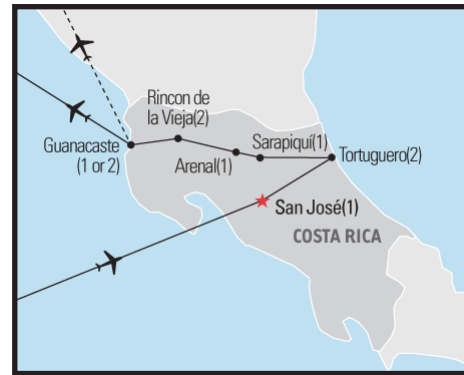 Rincon de
la Vieja(2)
Guanacaste
(1 or 2)
Arenal(1)
Sarapiquí(1)
Tortuguero(2)
San José(1)
COSTA RICA